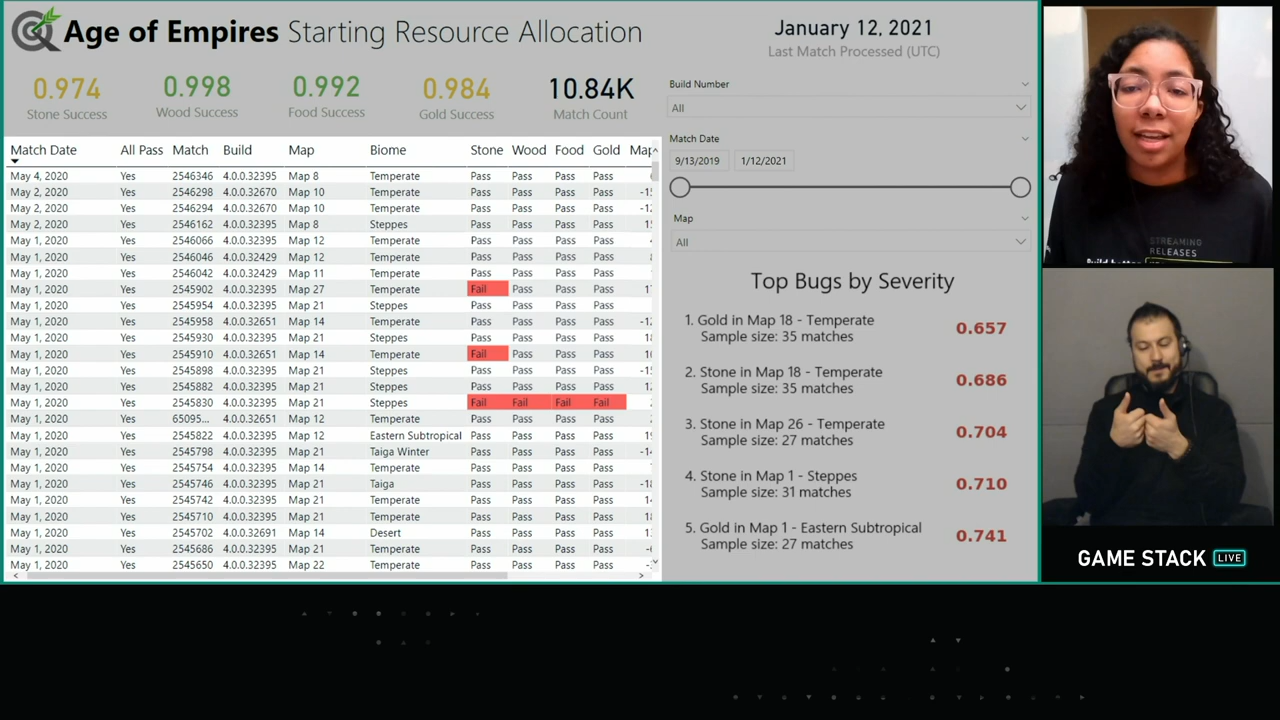 Age of Empires Starting Resource Allocation
January 12, 2021
Last Match Processed (UTC)
0.974 0.998 0.992 0.984 10.84K
Stone Success Wood Success Food Success Gold Success Match Count
Build Number
All
Match Date
9/13/2019 1/12/2021
Map
All
Match Date All Pass Match Build Map Biome Stone Wood Food Gold Map
May 4, 2020 Yes 2546346 4.0.0.32395 Map 8 Temperate Pass Pass Pass Pass
May 2, 2020 Yes 2546298 4.0.0.32670 Map 10 Temperate Pass Pass Pass Pass -15
May 2, 2020 Yes 2546294 4.0.0.32670 Map 10 Temperate Pass Pass Pass Pass -12
May 2, 2020 Yes 2546162 4.0.0.32395 Map 8 Steppes Pass Pass Pass Pass
May 1, 2020 Yes 2546066 4.0.0.32395 Map 12 Temperate Pass Pass Pass Pass
May 1, 2020 Yes 2546046 4.0.0.32429 Map 12 Temperate Pass Pass Pass Pass
May 1, 2020 Yes 2546042 4.0.0.32429 Map 11 Temperate Pass Pass Pass Pass
May 1, 2020 Yes 2545902 4.0.0.32395 Map 27 Temperate Fail Pass Pass Pass
May 1, 2020 Yes 2545954 4.0.0.32395 Map 21 Steppes Pass Pass Pass Pass
May 1, 2020 Yes 2545958 4.0.0.32651 Map 14 Temperate Pass Pass Pass Pass -12
May 1, 2020 Yes 2545930 4.0.0.32395 Map 21 Steppes Pass Pass Pass Pass
May 1, 2020 Yes 2545910 4.0.0.32651 Map 14 Temperate Fail Pass Pass Pass
May 1, 2020 Yes 2545898 4.0.0.32395 Map 21 Steppes Pass Pass Pass Pass -15
May 1, 2020 Yes 2545882 4.0.0.32395 Map 21 Steppes Pass Pass Pass Pass
May 1, 2020 Yes 2545830 4.0.0.32395 Map 21 Steppes Fail Fail Fail Fail
May 1, 2020 Yes 65095... 4.0.0.32651 Map 12 Temperate Pass Pass Pass Pass
May 1, 2020 Yes 2545822 4.0.0.32395 Map 12 Eastern Subtropical Pass Pass Pass Pass
May 1, 2020 Yes 2545798 4.0.0.32395 Map 21 Taiga Winter Pass Pass Pass Pass
May 1, 2020 Yes 2545754 4.0.0.32395 Map 14 Temperate Pass Pass Pass Pass
May 1, 2020 Yes 2545746 4.0.0.32395 Map 21 Taiga Pass Pass Pass Pass -18
May 1, 2020 Yes 2545742 4.0.0.32395 Map 21 Temperate Pass Pass Pass Pass
May 1, 2020 Yes 2545710 4.0.0.32395 Map 21 Temperate Pass Pass Pass Pass
May 1, 2020 Yes 2545702 4.0.0.32691 Map 14 Desert Pass Pass Pass Pass
May 1, 2020 Yes 2545686 4.0.0.32395 Map 21 Temperate Pass Pass Pass Pass
May 1, 2020 Yes 2545650 4.0.0.32395 Map 22 Temperate Pass Pass Pass Pass
Top Bugs by Severity
1. Gold in Map 18 - Temperate 0.657
Sample size: 35 matches
2. Stone in Map 18 - Temperate 0.686
Sample size: 35 matches
3. Stone in Map 26 - Temperate 0.704
Sample size: 27 matches
4. Stone in Map 1 - Steppes 0.710
Sample size: 31 matches
5. Gold in Map 1 - Eastern Subtropical 0.741
Sample size: 27 matches
STREAMING
RELEASES
GAME STACK LIVE